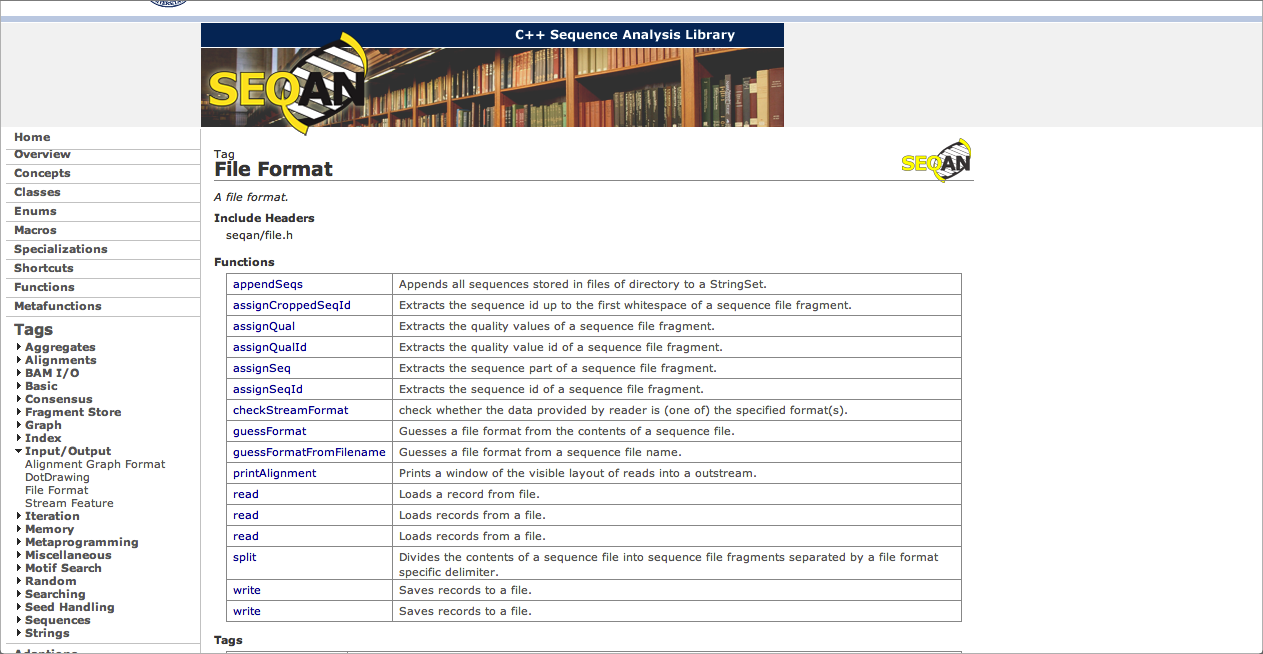 C++ Sequence Analysis Library
SEQAN
Home
Overview
Concepts
Classes
Enums
Macros
Specializations
Shortcuts
Functions
Metafunctions
Tags
Aggregates
Alignments
BAM I/O
Basic
Consensus
Fragment Store
Graph
Index
Input/Output
Alignment Graph Format
DotDrawing
File Format
Stream Feature
Iteration
Memory
Metaprogramming
Miscellaneous
Motif Search
Random
Searching
Seed Handling
Sequences
Strings
Adaptions
Tag
File Format
SEQAN
A file format.
Include Headers
seqan/file.h
Functions
appendSeqs Appends all sequences stored in files of directory to a StringSet.
assignCroppedSeqId Extracts the sequence id up to the first whitespace of a sequence file fragment.
assignQual Extracts the quality values of a sequence file fragment.
assignQualId Extracts the quality value id of a sequence file fragment.
assignSeq Extracts the sequence part of a sequence file fragment.
assignSeqId Extracts the sequence id of a sequence file fragment.
checkStreamFormat check whether the data provided by reader is (one of) the specified format(s).
guessFormat Guesses a file format from the contents of a sequence file.
guessFormatFromFilename Guesses a file format from a sequence file name.
printAlignment Prints a window of the visible layout of reads into a outstream.
read Loads a record from file.
read Loads records from a file.
read Loads records from a file.
split Divides the contents of a sequence file into sequence file fragments separated by a file format
specific delimiter.
write Saves records to a file.
write Saves records to a file.
Tags